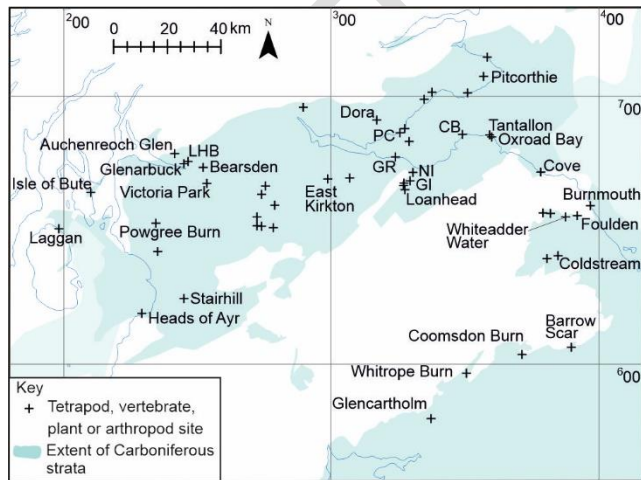 ³00
⁴00
0 20 40 km
N
Pitcorthie
⁷00
Dora
Auchenreoch Glen
LHB
PC
CB
Tantallon
Oxroad Bay
Glenarbuck
Bearsden
GR
NI
Cove
Isle of Bute
Victoria Park
East
Kirkton
GI
Burnmouth
Loanhead
Laggan
Powgree Burn
Whiteadder
Water
Foulden
Coldstream
Stairhill
Heads of Ayr
Barrow
Scar
Coomsdon Burn
⁶00
Whitrope Burn
Glencartholm
Key
+ Tetrapod, vertebrate,
plant or arthropod site
Extent of Carboniferous
strata